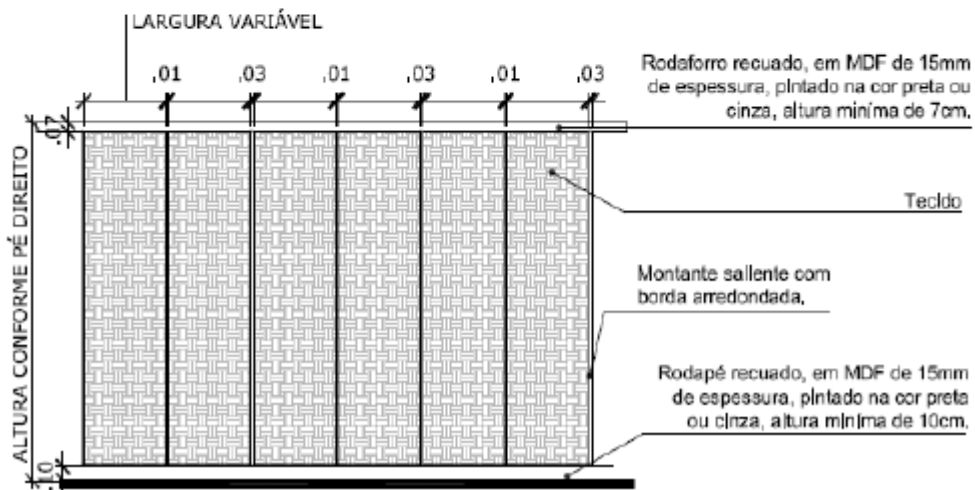 LARGURA VARIÁVEL
,01 ,03 ,01 ,03 ,01 ,03
Rodaforro recuado, em MDF de 15mm
de espessura, pintado na cor preta ou
cinza, altura miníma de 7cm.
,07
ALTURA CONFORME PÉ DIREITO
Tecido
Montante saliente com
borda arredondada.
Rodapé recuado, em MDF de 15mm
de espessura, pintado na cor preta
ou cinza, altura miníma de 10cm.
,10